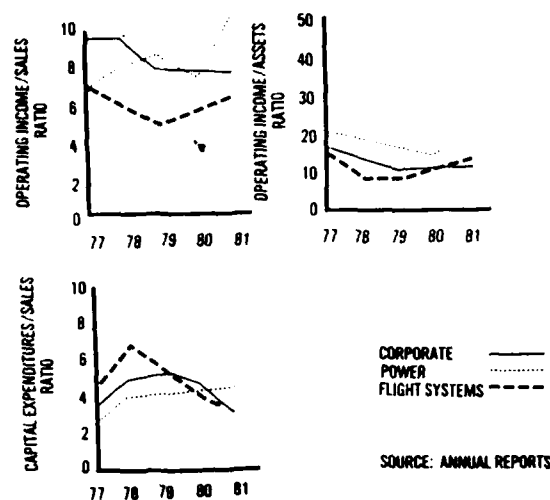 OPERATING INCOME/SALES
RATIO
10
8
6
4
2
0
77 78 79 80 81
OPERATING INCOME/ASSETS
RATIO
50
40
30
20
10
0
77 78 79 80 81
CAPITAL EXPENDITURES/SALES
RATIO
10
8
6
4
2
0
77 78 79 80 81
CORPORATE
POWER
FLIGHT SYSTEMS
SOURCE: ANNUAL REPORTS